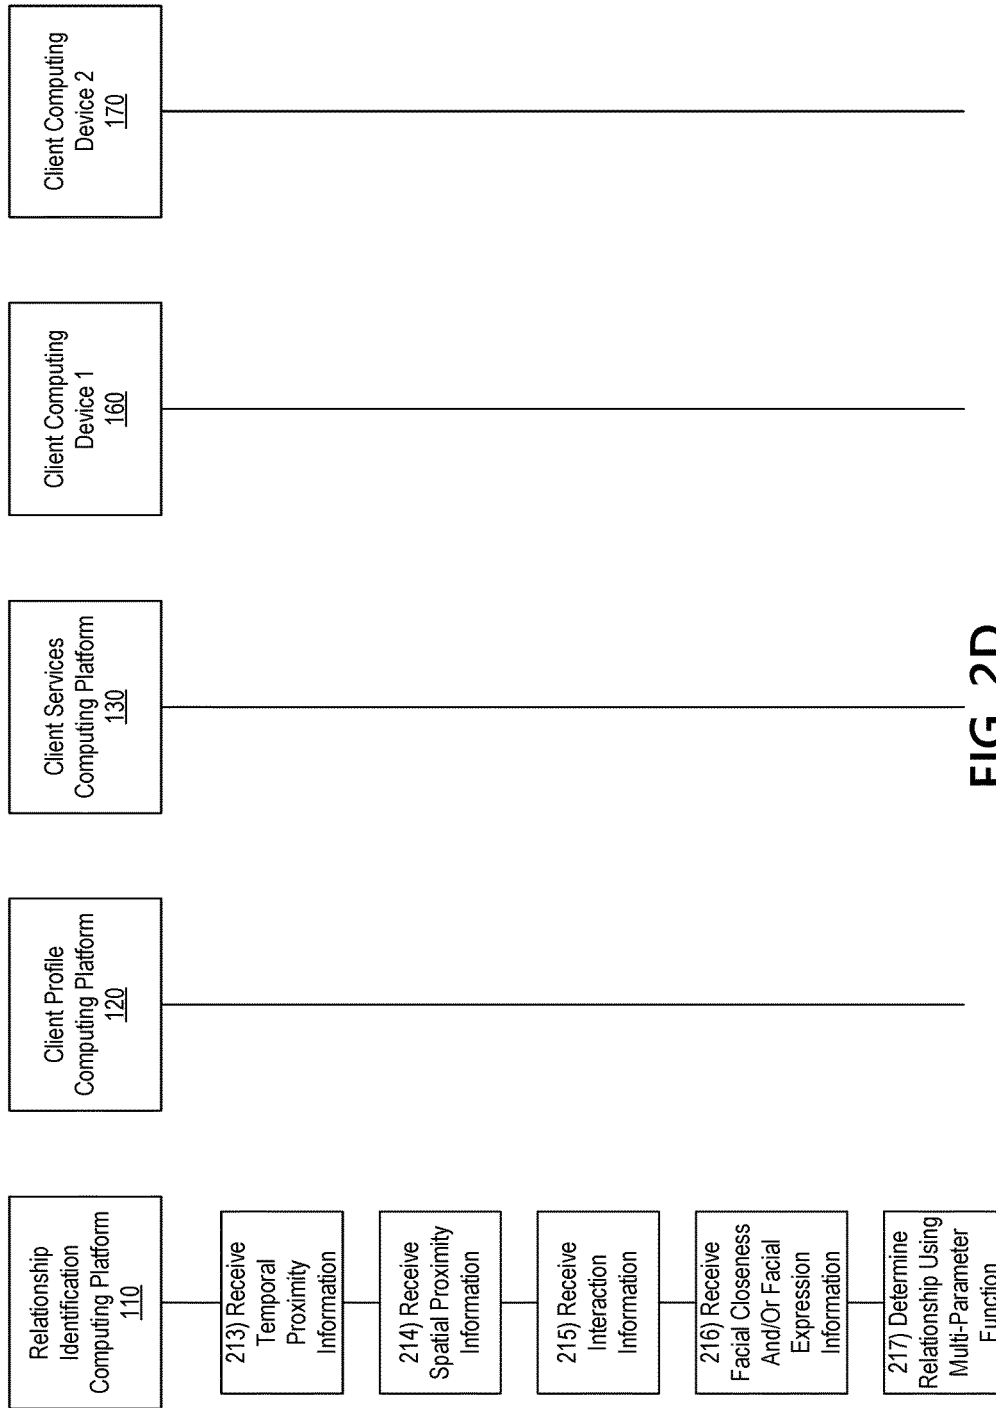 Relationship
Identification
Computing Platform
110
Client Profile
Computing Platform
120
Client Services
Computing Platform
130
Client Computing
Device 1
160
Client Computing
Device 2
170
213) Receive
Temporal
Proximity
Information
214) Receive
Spatial Proximity
Information
215) Receive
Interaction
Information
216) Receive
Facial Closeness
And/Or Facial
Expression
Information
217) Determine
Relationship Using
Multi-Parameter
Function
FIG. 2D